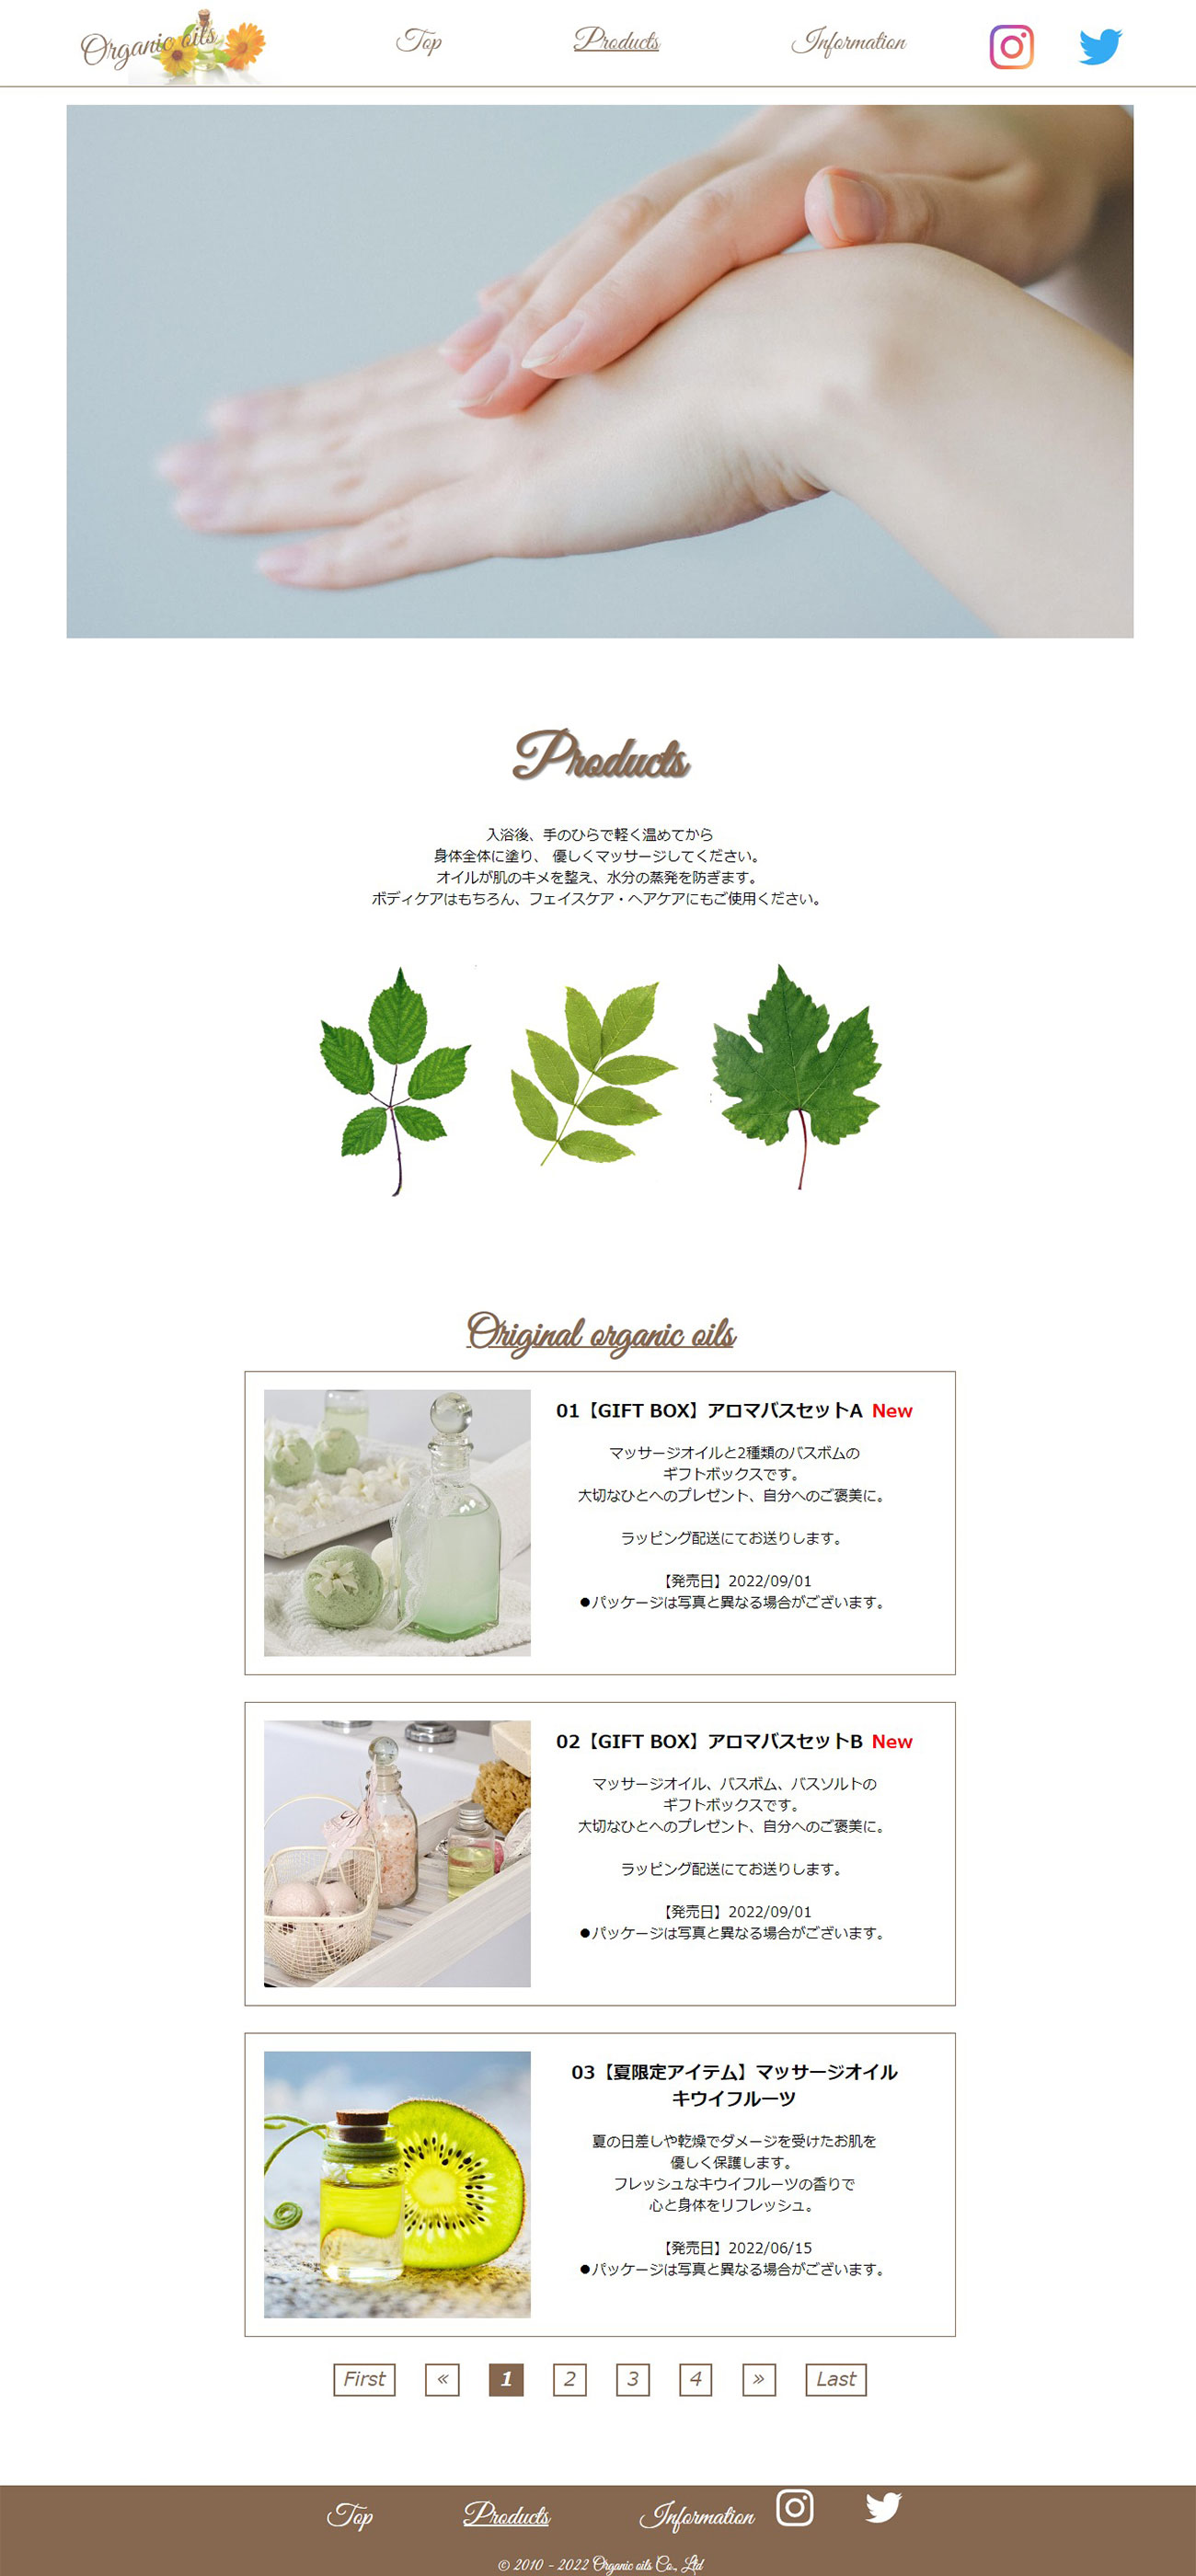 Organic oils
Top
Products
Information
Products
入浴後、手のひらで軽く温めてから
身体全体に塗り、 優しくマッサージしてください。
オイルが肌のキメを整え、水分の蒸発を防ぎます。
ボディケアはもちろん、フェイスケア・ヘアケアにもご使用ください。
Original organic oils
01【GIFT BOX】アロマバスセットA New
マッサージオイルと2種類のバスボムの
ギフトボックスです。
大切なひとへのプレゼント、自分へのご褒美に。
ラッピング配送にてお送りします。
【発売日】2022/09/01
●パッケージは写真と異なる場合がございます。
02【GIFT BOX】アロマバスセットB New
マッサージオイル、バスボム、バスソルトの
ギフトボックスです。
大切なひとへのプレゼント、自分へのご褒美に。
ラッピング配送にてお送りします。
【発売日】2022/09/01
●パッケージは写真と異なる場合がございます。
03【夏限定アイテム】マッサージオイル
キウイフルーツ
夏の日差しや乾燥でダメージを受けたお肌を
優しく保護します。
フレッシュなキウイフルーツの香りで
心と身体をリフレッシュ。
【発売日】2022/06/15
●パッケージは写真と異なる場合がございます。
First « 1 2 3 4 » Last
Top
Products
Information
© 2010 - 2022 Organic oils Co., Ltd